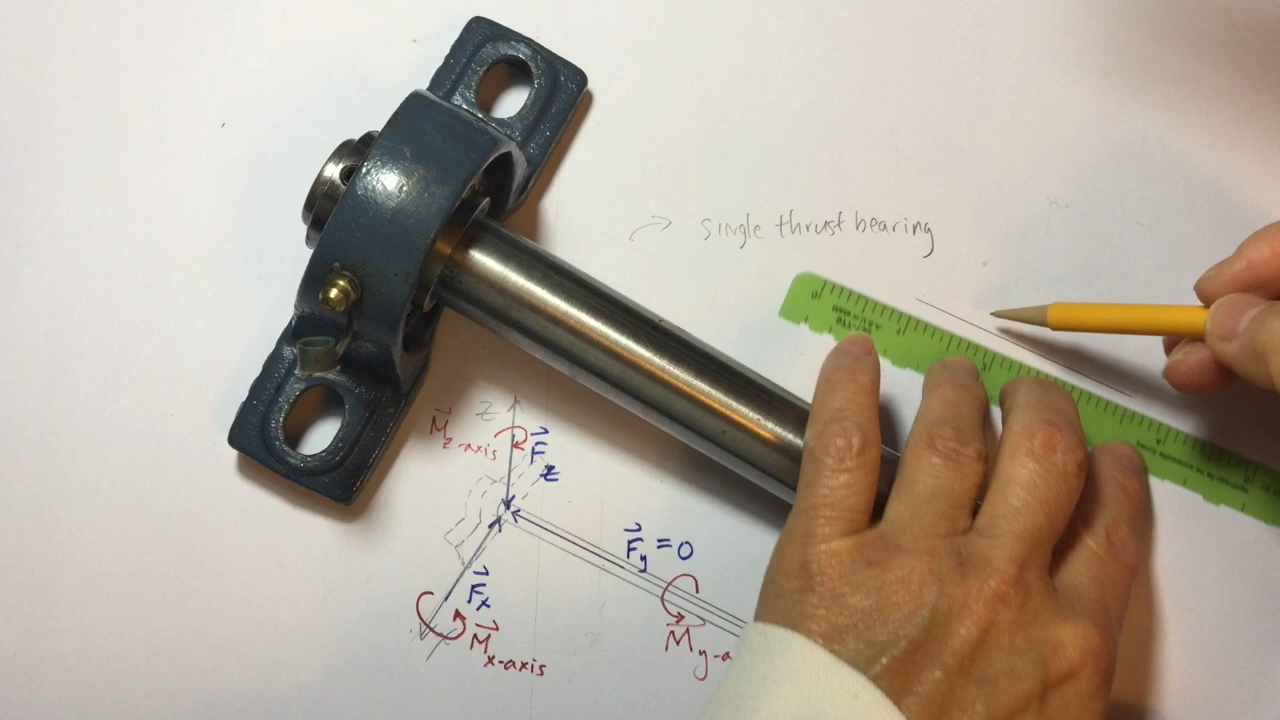 single thrust bearing
Z
M⃗z-axis
F⃗z
F⃗y = 0
F⃗x
M⃗x-axis
M⃗y-a